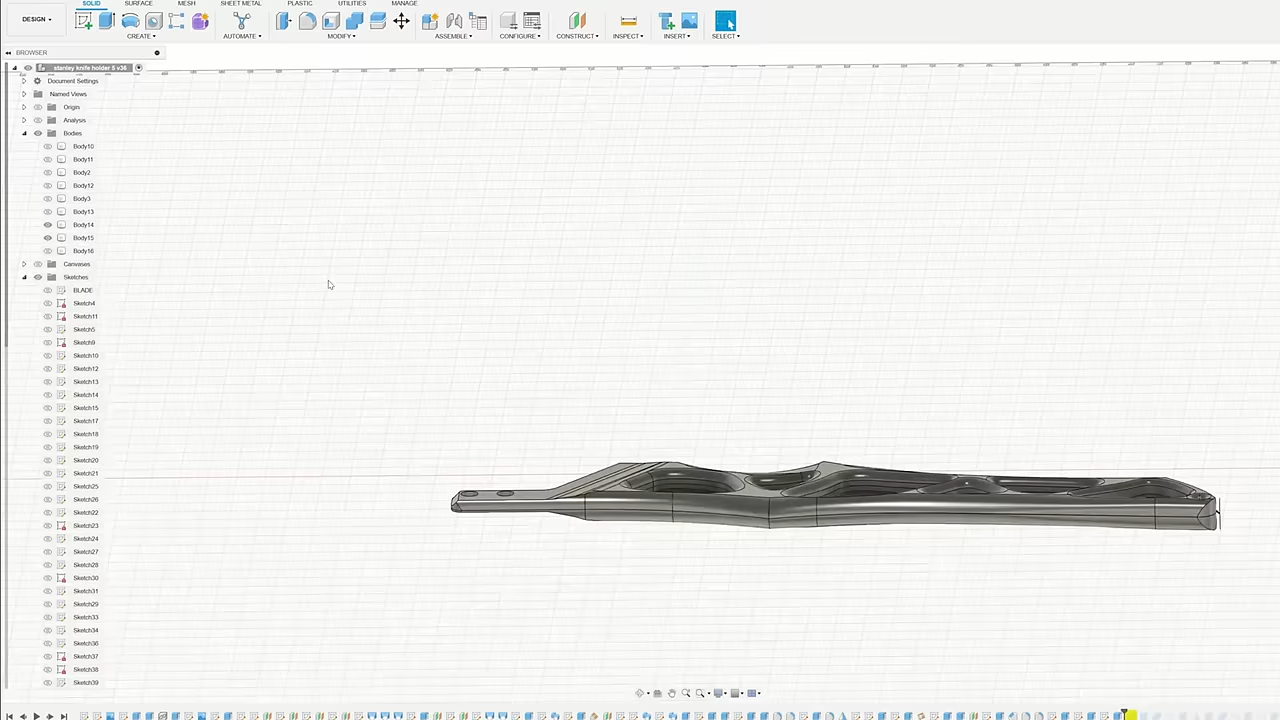 SOLID SURFACE MESH SHEET METAL PLASTIC UTILITIES MANAGE
DESIGN
CREATE AUTOMATE MODIFY ASSEMBLE CONFIGURE CONSTRUCT INSPECT INSERT SELECT
BROWSER
stanley knife holder 5 v36
Document Settings
Named Views
Origin
Analysis
Bodies
Body10
Body11
Body2
Body12
Body3
Body13
Body14
Body15
Body16
Canvases
Sketches
BLADE
Sketch4
Sketch11
Sketch5
Sketch9
Sketch10
Sketch12
Sketch13
Sketch14
Sketch15
Sketch17
Sketch18
Sketch19
Sketch20
Sketch21
Sketch25
Sketch26
Sketch22
Sketch23
Sketch24
Sketch27
Sketch28
Sketch30
Sketch31
Sketch29
Sketch33
Sketch34
Sketch36
Sketch37
Sketch38
Sketch39